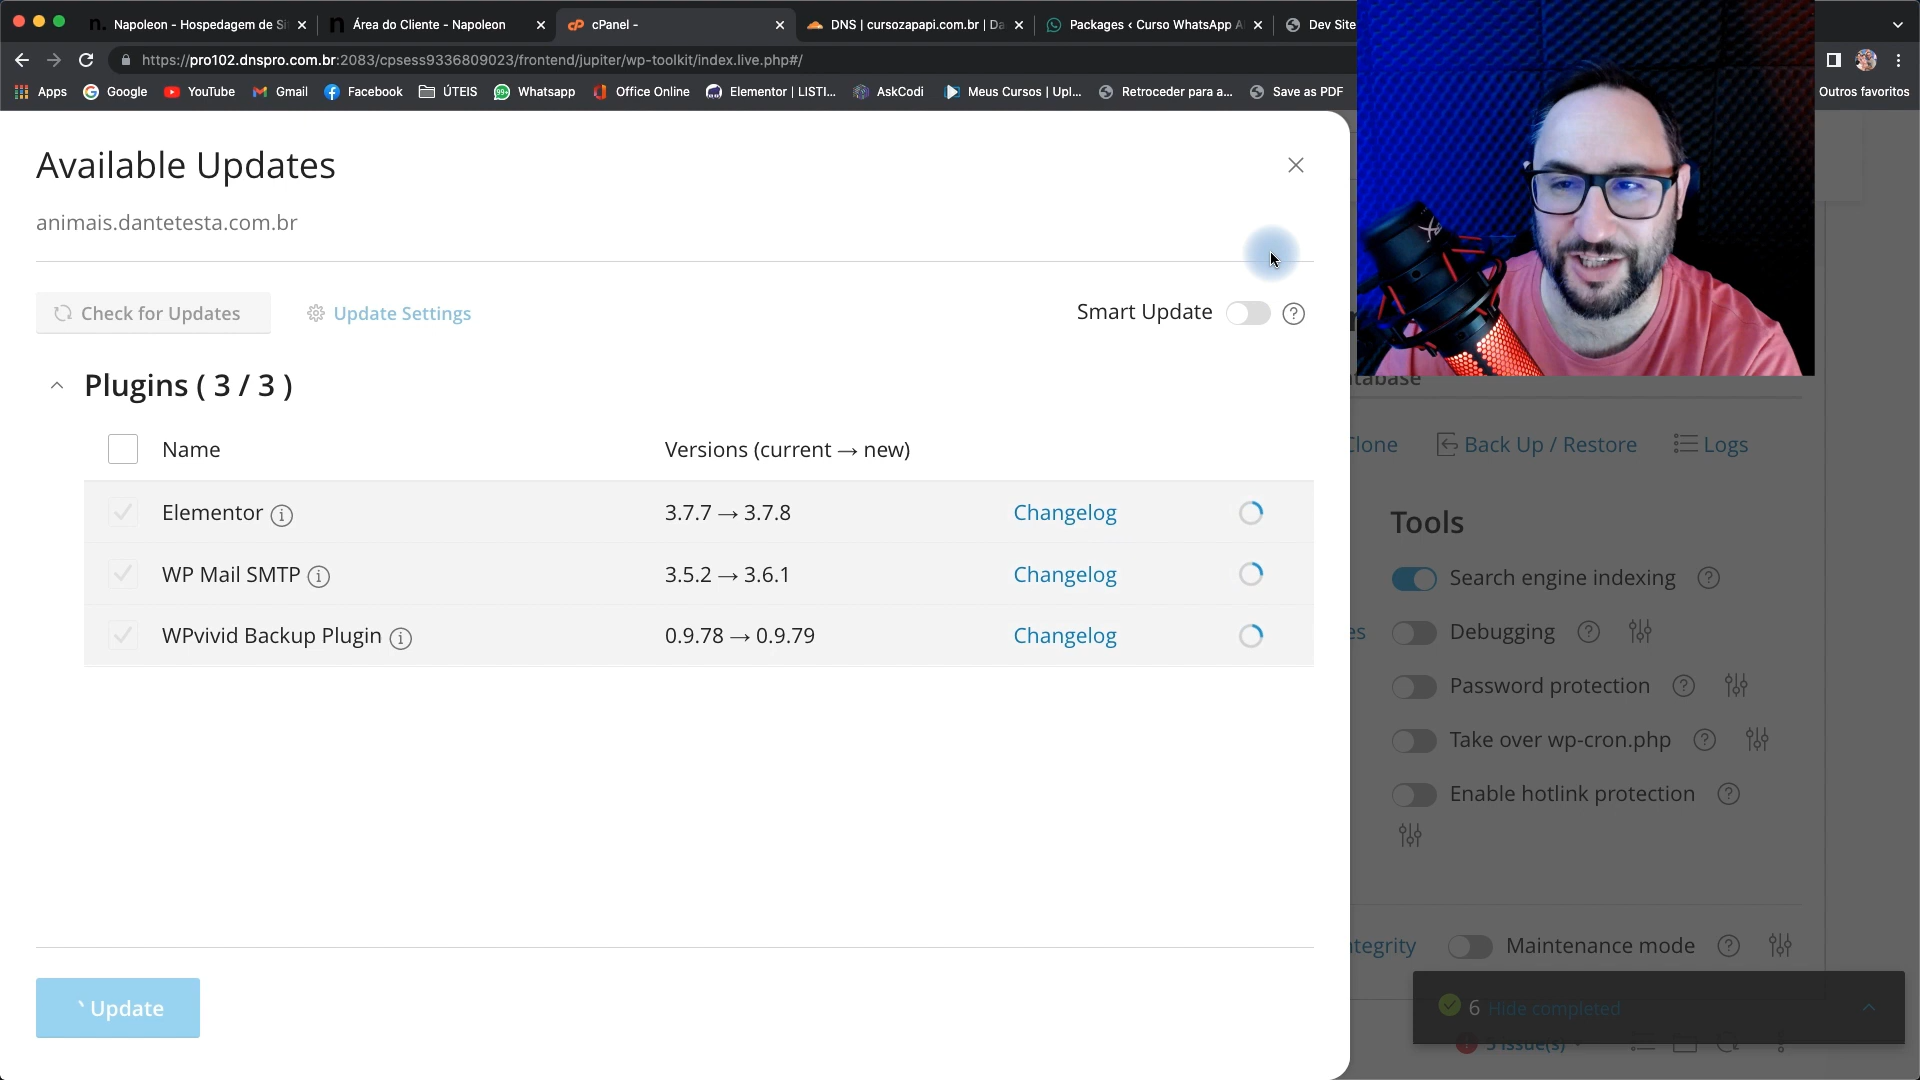 Napoleon - Hospedagem de Si
Área do Cliente - Napoleon
cPanel -
DNS | cursozapapi.com.br | Da
Packages ‹ Curso WhatsApp A
Dev Site
https://pro102.dnspro.com.br:2083/cpsess9336809023/frontend/jupiter/wp-toolkit/index.live.php#/
Apps
Google
YouTube
Gmail
Facebook
ÚTEIS
Whatsapp
Office Online
Elementor | LISTI...
AskCodi
Meus Cursos | Upl...
Retroceder para a...
Save as PDF
Outros favoritos
Available Updates
animais.dantetesta.com.br
Check for Updates
Update Settings
Smart Update
Plugins ( 3 / 3 )
Name Versions (current → new)
Elementor 3.7.7 → 3.7.8 Changelog
WP Mail SMTP 3.5.2 → 3.6.1 Changelog
WPvivid Backup Plugin 0.9.78 → 0.9.79 Changelog
Update
tabase
Clone
Back Up / Restore
Logs
Tools
Search engine indexing
es
Debugging
Password protection
Take over wp-cron.php
Enable hotlink protection
ntegrity
Maintenance mode
6 Hide completed
5 issue(s)